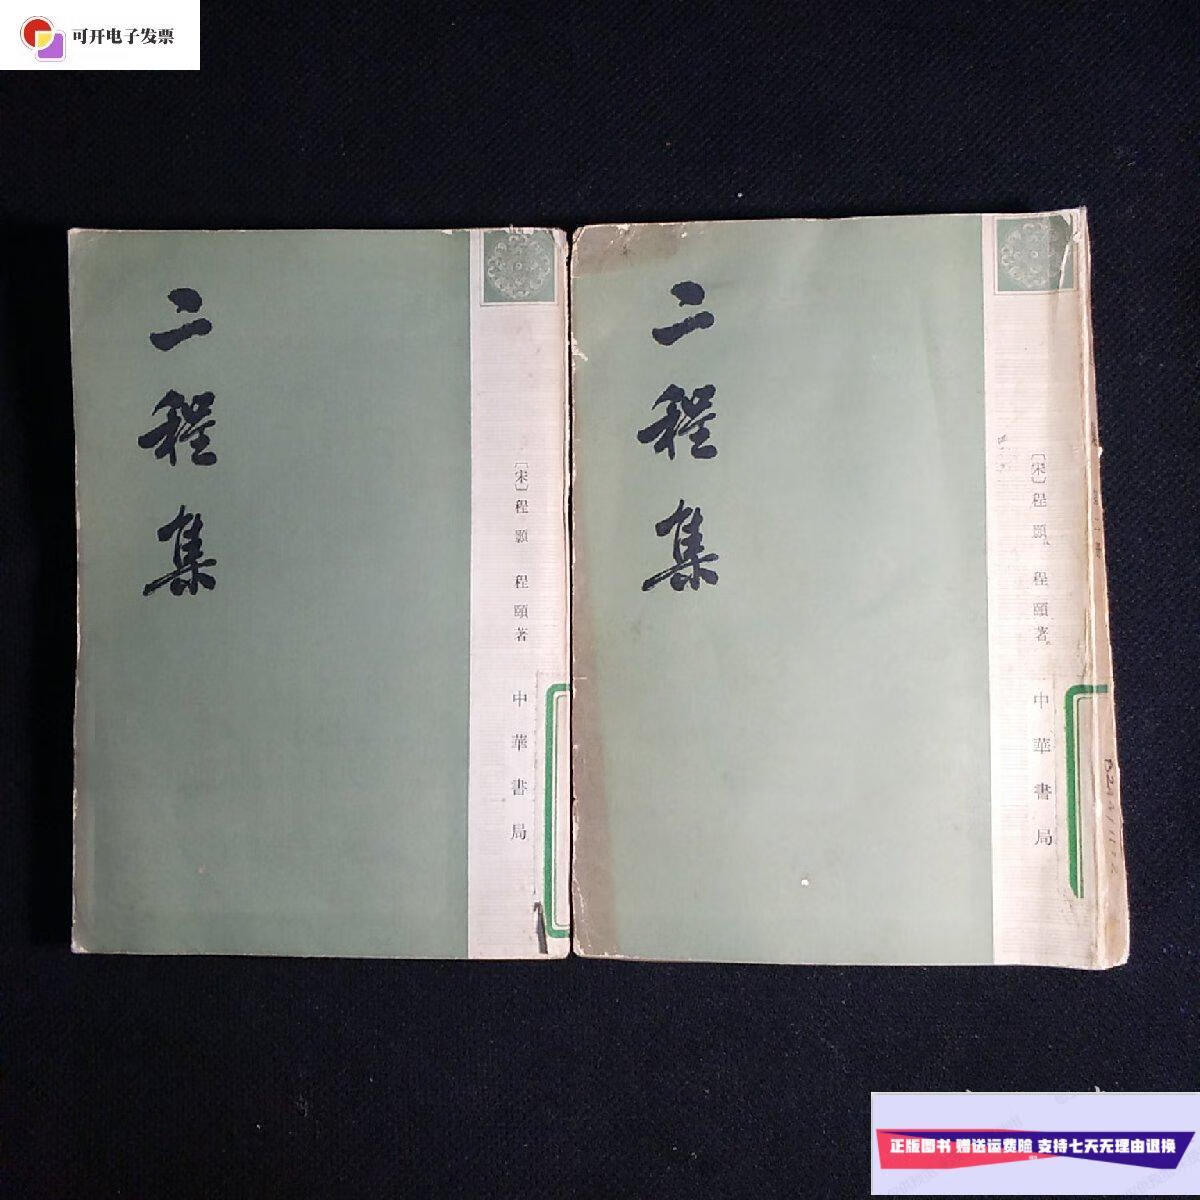 可开电子发票
二程集
〔宋〕程顥 程頤著
中華書局
二程集
〔宋〕程顥 程頤著
中華書局
正版图书 赠送运费险 支持七天无理由退换